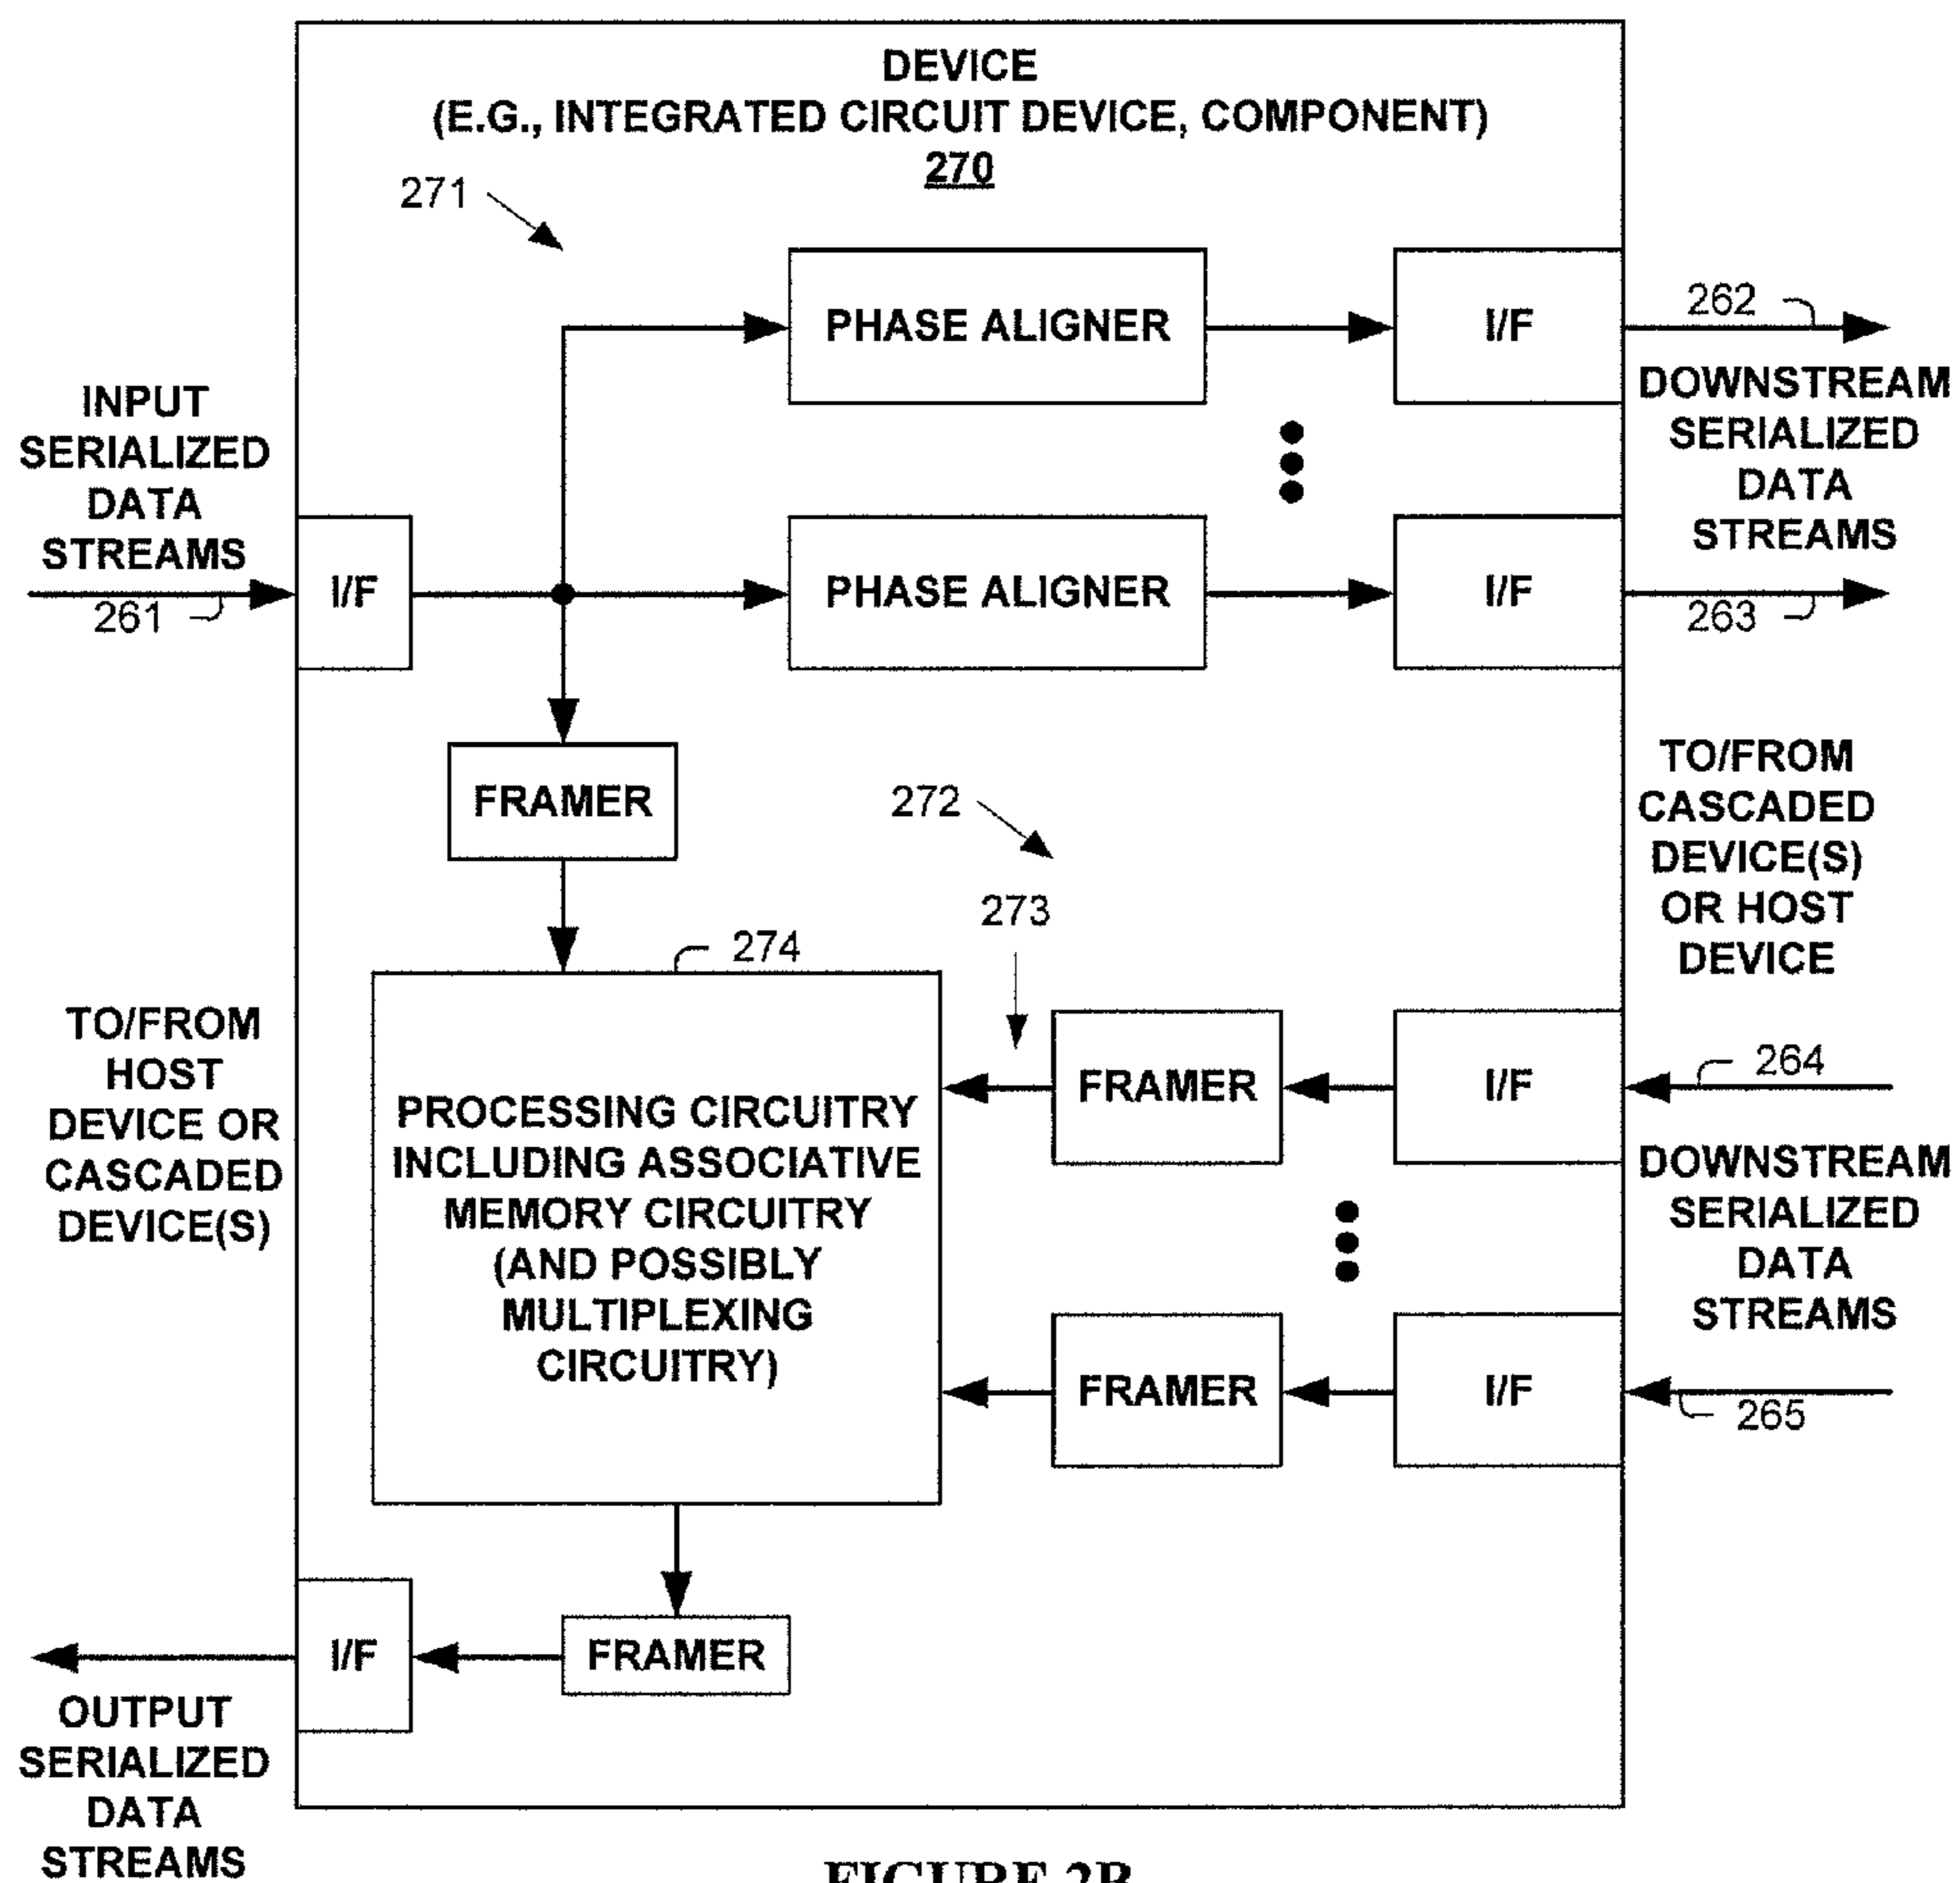 DEVICE
(E.G., INTEGRATED CIRCUIT DEVICE, COMPONENT)
270
271
PHASE ALIGNER
I/F
262
INPUT
SERIALIZED
DATA
STREAMS
DOWNSTREAM
SERIALIZED
DATA
STREAMS
261
I/F
PHASE ALIGNER
I/F
263
FRAMER
272
273
TO/FROM
CASCADED
DEVICE(S)
OR HOST
DEVICE
274
TO/FROM
HOST
DEVICE OR
CASCADED
DEVICE(S)
PROCESSING CIRCUITRY
INCLUDING ASSOCIATIVE
MEMORY CIRCUITRY
(AND POSSIBLY
MULTIPLEXING
CIRCUITRY)
FRAMER
I/F
264
DOWNSTREAM
SERIALIZED
DATA
STREAMS
FRAMER
I/F
265
I/F
FRAMER
OUTPUT
SERIALIZED
DATA
STREAMS
FIGURE 2B